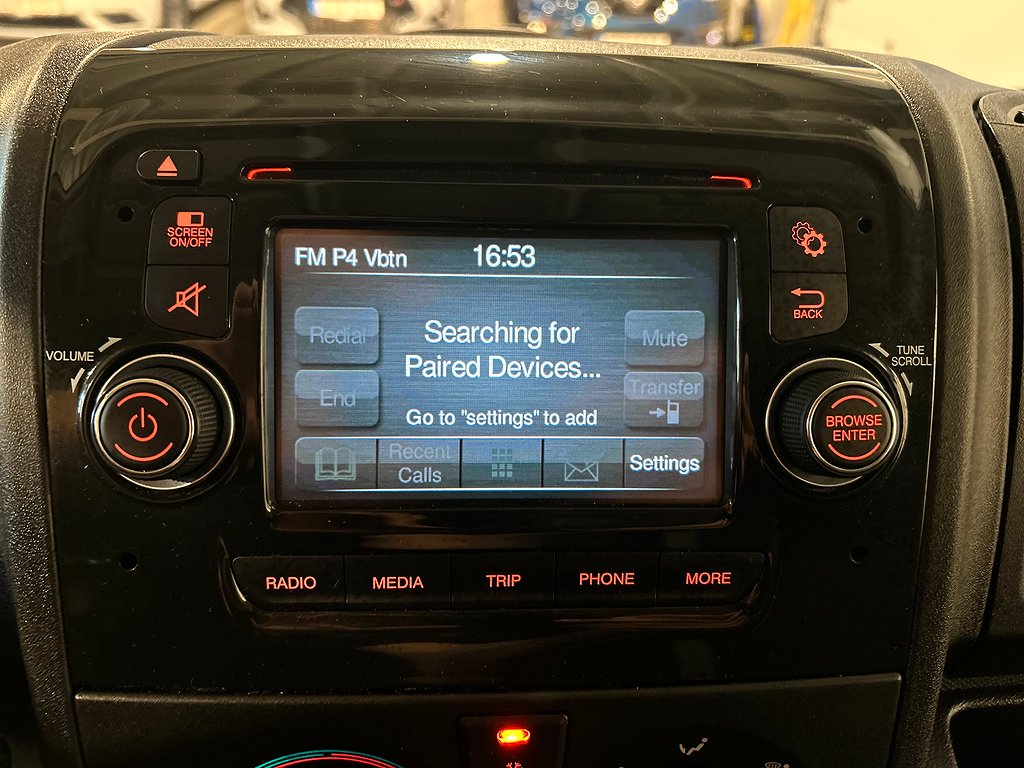 SCREEN
ON/OFF
FM P4 Vbtn 16:53
Redial
Searching for
Paired Devices...
Mute
End
Transfer
Go to "settings" to add
Recent
Calls
Settings
BACK
VOLUME
TUNE
SCROLL
BROWSE
ENTER
RADIO MEDIA TRIP PHONE MORE